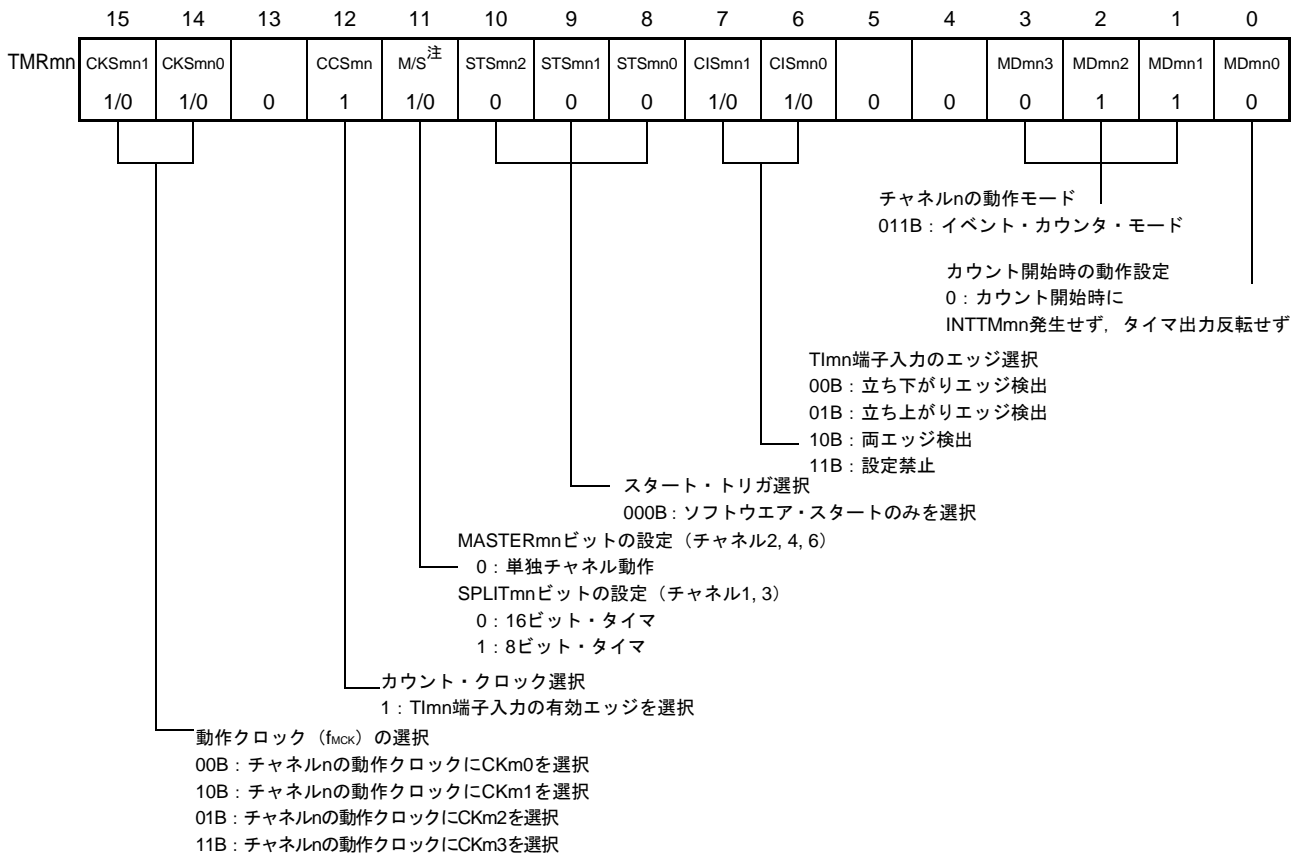 15 14 13 12 11 10 9 8 7 6 5 4 3 2 1 0
TMRmn CKSmn1 CKSmn0 CCSmn M/S注 STSmn2 STSmn1 STSmn0 CISmn1 CISmn0 MDmn3 MDmn2 MDmn1 MDmn0
1/0 1/0 0 1 1/0 0 0 0 1/0 1/0 0 0 0 1 1 0
チャネルnの動作モード
011B：イベント・カウンタ・モード
カウント開始時の動作設定
0：カウント開始時に
INTTMmn発生せず，タイマ出力反転せず
TImn端子入力のエッジ選択
00B：立ち下がりエッジ検出
01B：立ち上がりエッジ検出
10B：両エッジ検出
11B：設定禁止
スタート・トリガ選択
000B：ソフトウエア・スタートのみを選択
MASTERmnビットの設定（チャネル2, 4, 6）
0：単独チャネル動作
SPLITmnビットの設定（チャネル1, 3）
0：16ビット・タイマ
1：8ビット・タイマ
カウント・クロック選択
1：TImn端子入力の有効エッジを選択
動作クロック（fMCK）の選択
00B：チャネルnの動作クロックにCKm0を選択
10B：チャネルnの動作クロックにCKm1を選択
01B：チャネルnの動作クロックにCKm2を選択
11B：チャネルnの動作クロックにCKm3を選択